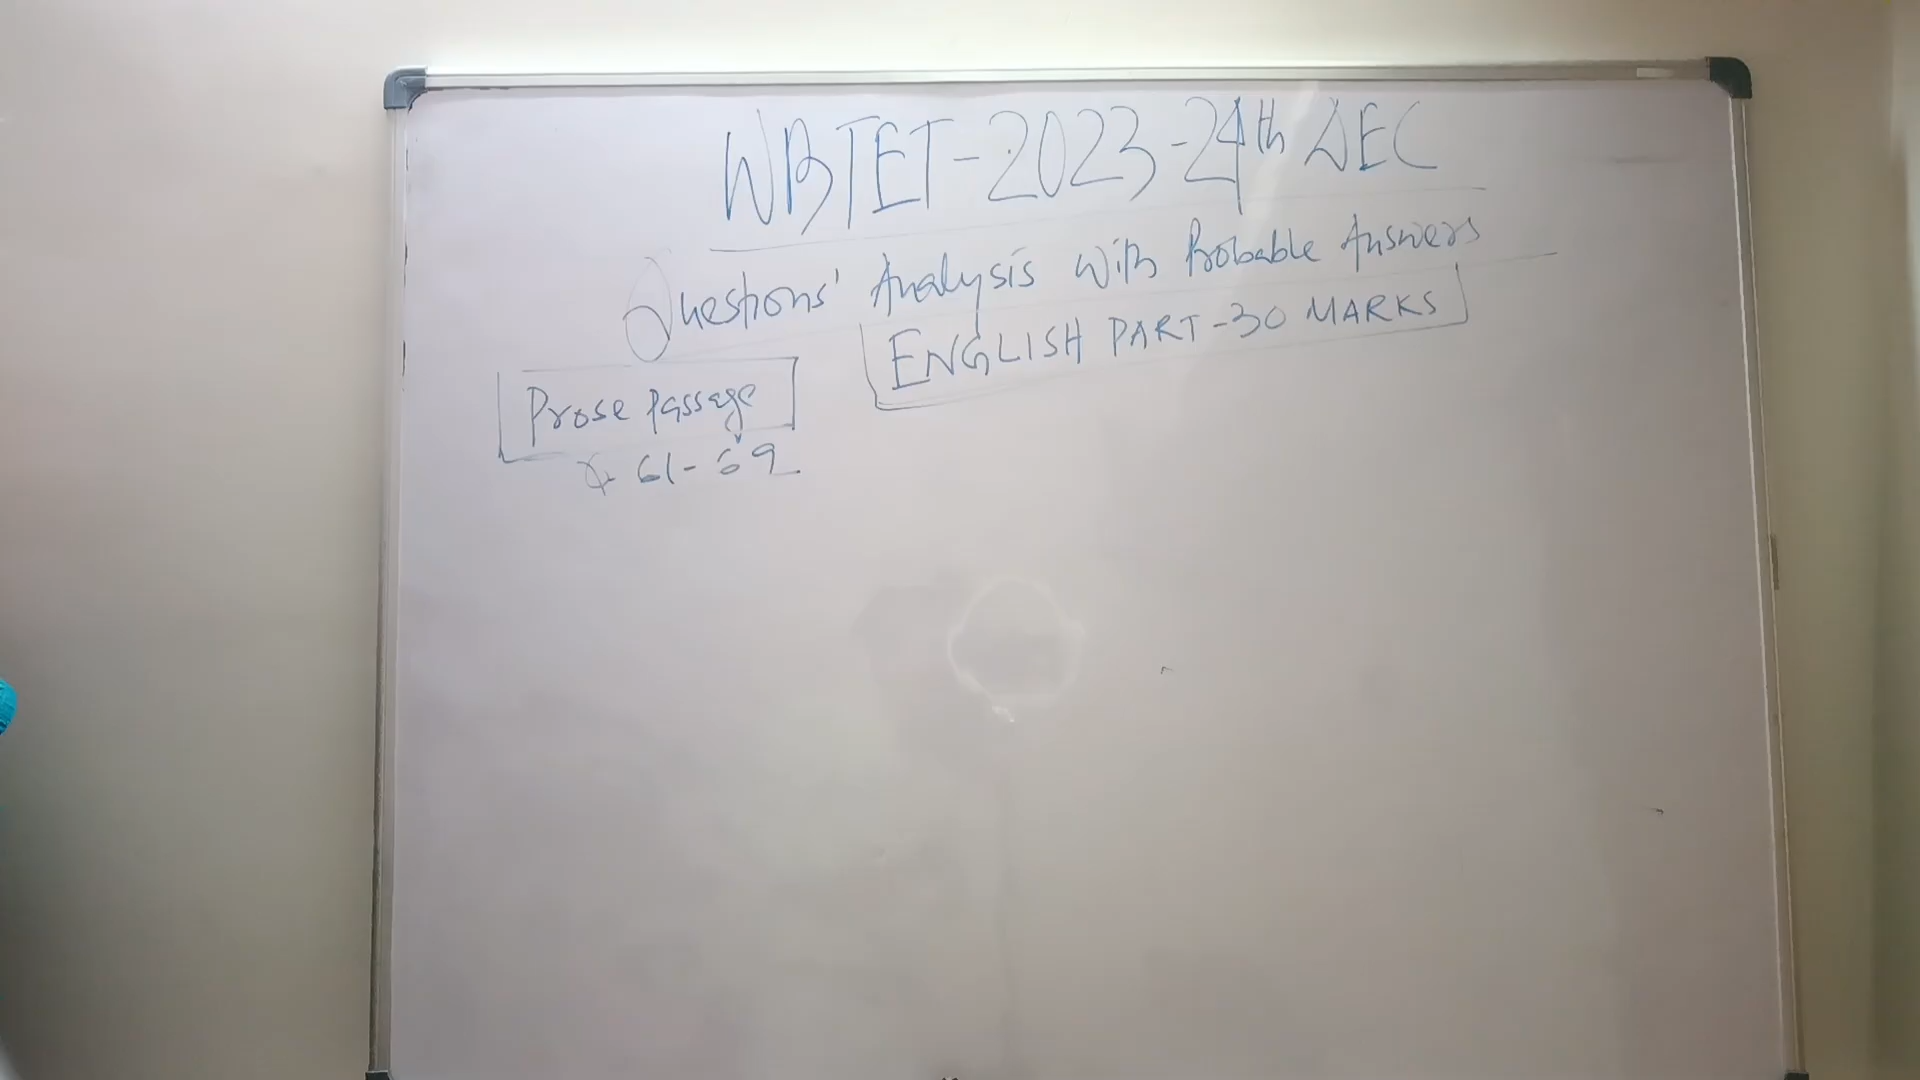 WBTET-2023-24th DEC
Questions' Analysis with Probable Answers
ENGLISH PART-30 MARKS
Prose Passage
Q. 61-69